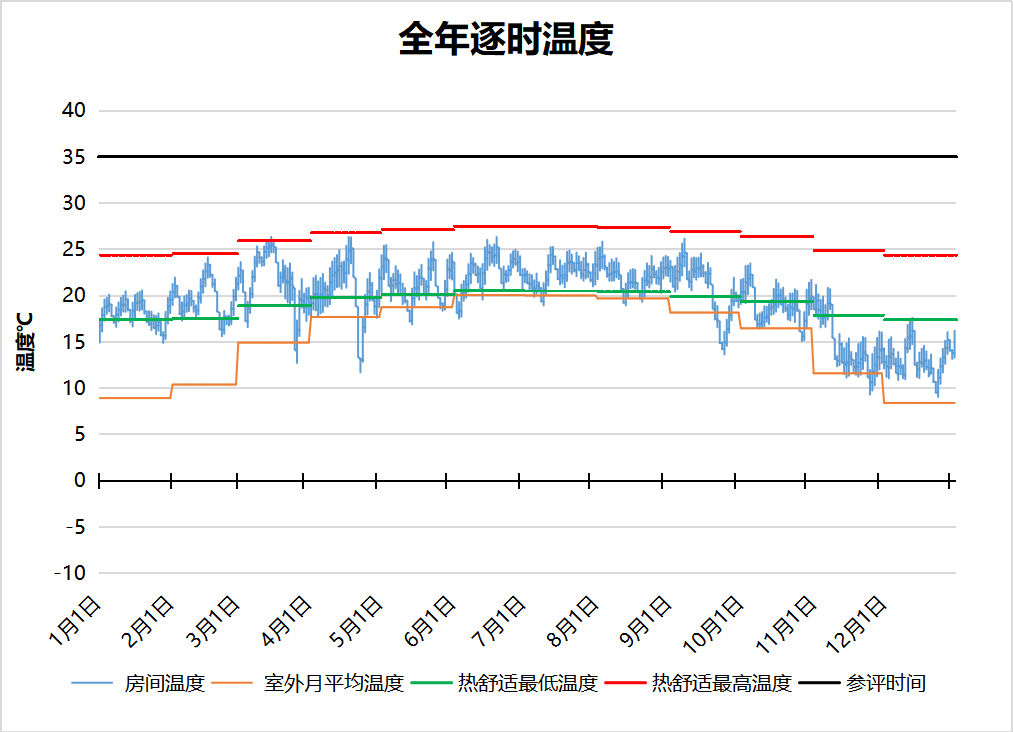 全年逐时温度
40
35
30
25
20
15
10
5
0
-5
-10
温度℃
1月1日
2月1日
3月1日
4月1日
5月1日
6月1日
7月1日
8月1日
9月1日
10月1日
11月1日
12月1日
房间温度 室外月平均温度 热舒适最低温度 热舒适最高温度 参评时间